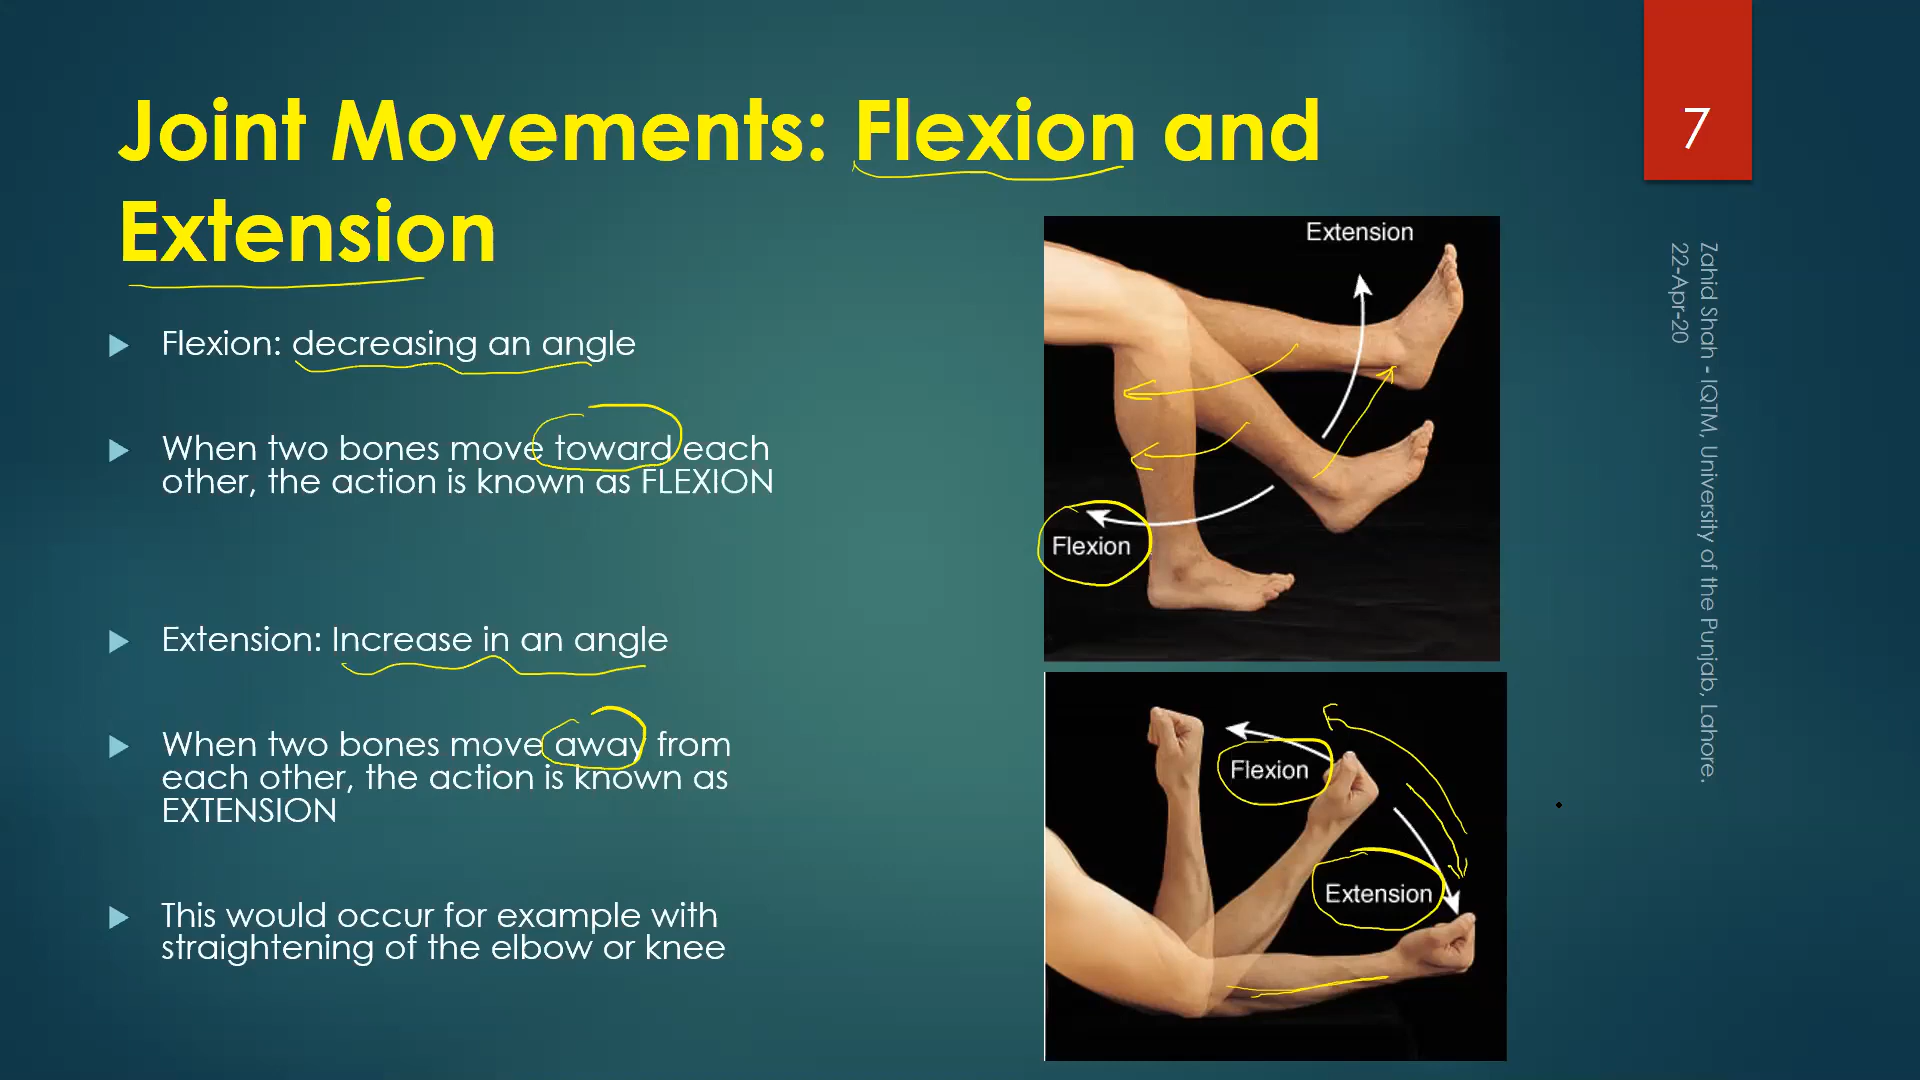 Joint Movements: Flexion and
Extension
7
Flexion: decreasing an angle
When two bones move toward each
other, the action is known as FLEXION
Extension: Increase in an angle
When two bones move away from
each other, the action is known as
EXTENSION
This would occur for example with
straightening of the elbow or knee
Extension
Flexion
Flexion
Extension
Zahid Shah - IQTM, University of the Punjab, Lahore.
22-Apr-20